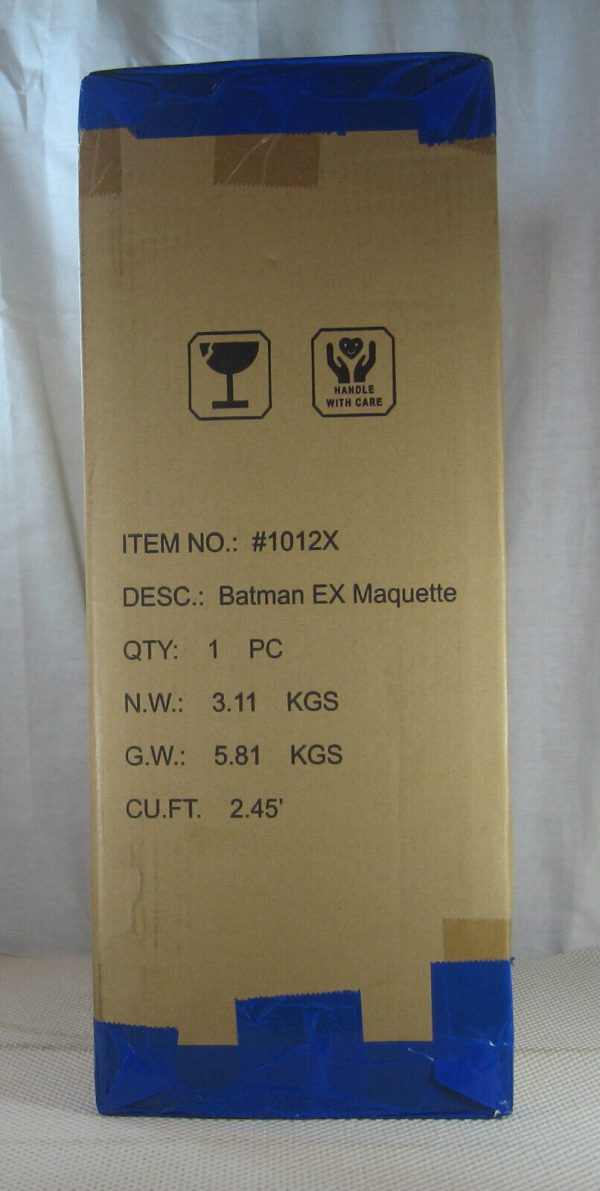 HANDLE
WITH CARE
ITEM NO.: #1012X
DESC.: Batman EX Maquette
QTY: 1 PC
N.W.: 3.11 KGS
G.W.: 5.81 KGS
CU.FT. 2.45'